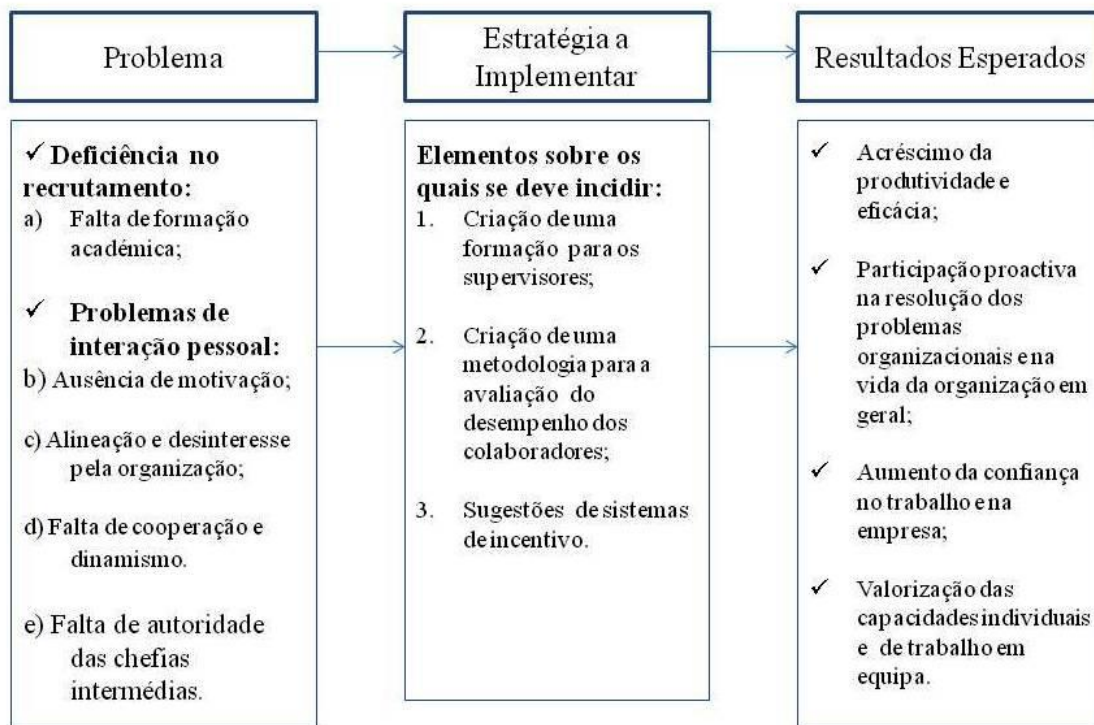 Problema
Estratégia a
Implementar
Resultados Esperados
✓ Deficiência no
recrutamento:
a) Falta de formação
académica;
✓ Problemas de
interação pessoal:
b) Ausência de motivação;
c) Alineação e desinteresse
pela organização;
d) Falta de cooperação e
dinamismo.
e) Falta de autoridade
das chefias
intermédias.
Elementos sobre os
quais se deve incidir:
1. Criação de uma
formação para os
supervisores;
2. Criação de uma
metodologia para a
avaliação do
desempenho dos
colaboradores;
3. Sugestões de sistemas
de incentivo.
✓ Acréscimo da
produtividade e
eficácia;
✓ Participação proactiva
na resolução dos
problemas
organizacionais e na
vida da organização em
geral;
✓ Aumento da confiança
no trabalho e na
empresa;
✓ Valorização das
capacidades individuais
e de trabalho em
equipa.